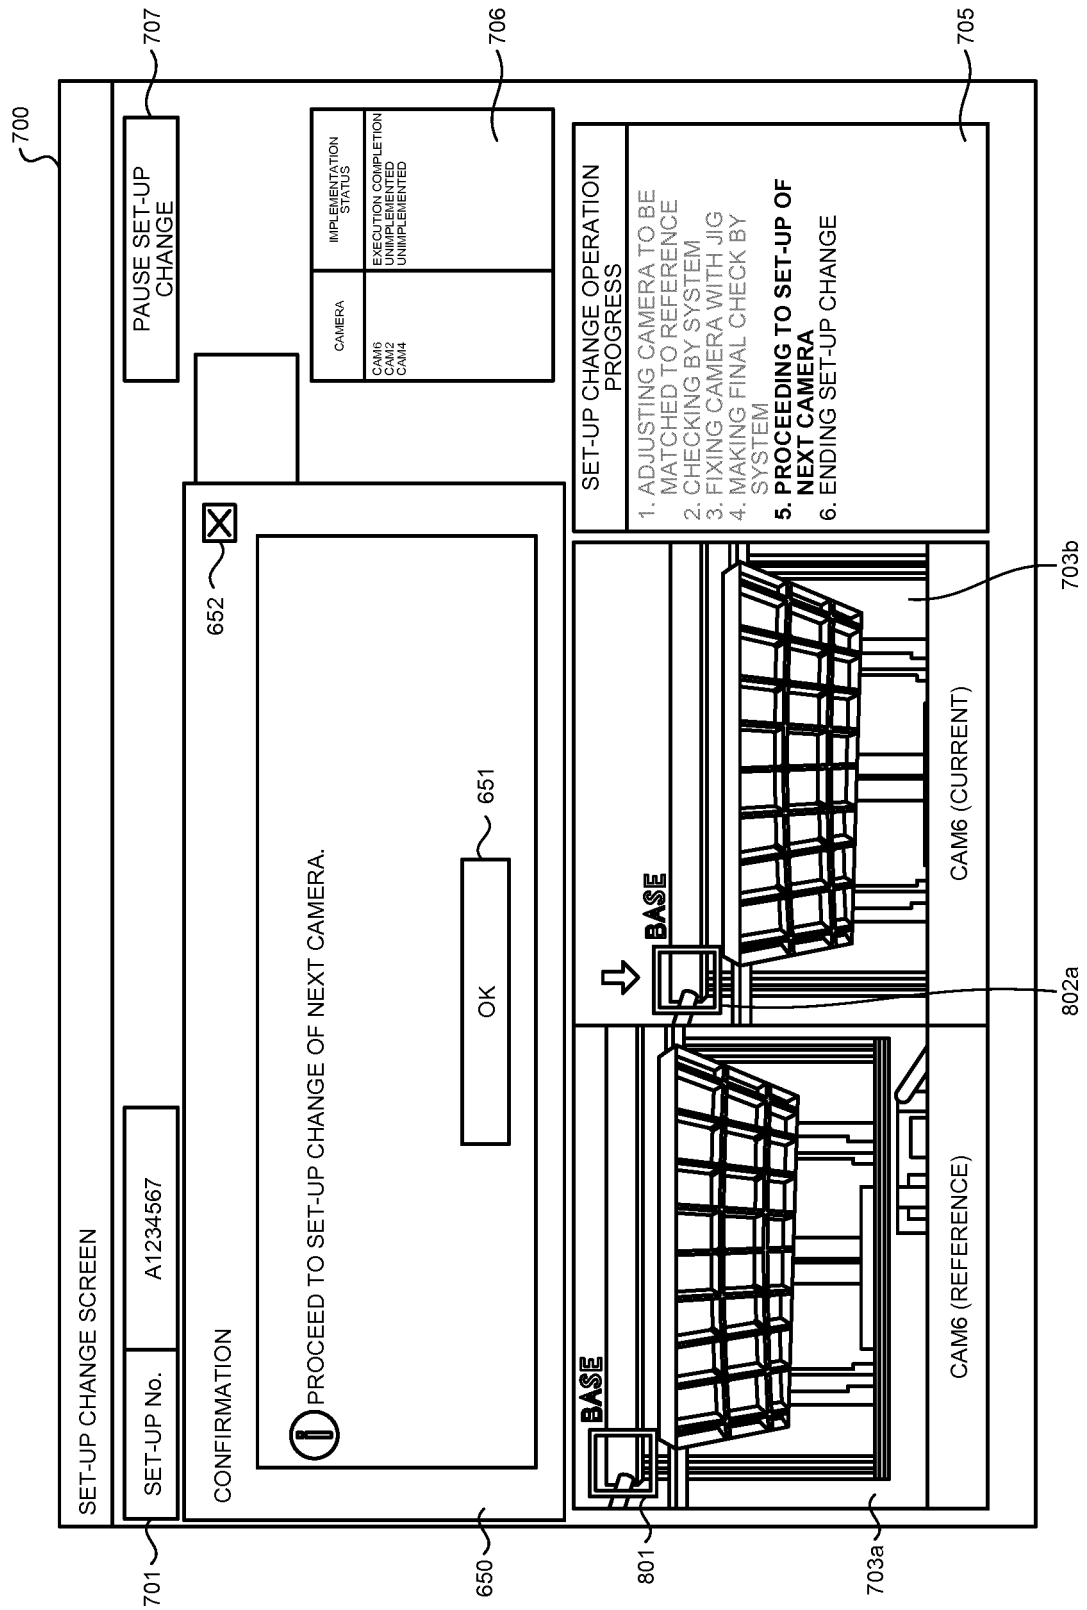 700
SET-UP CHANGE SCREEN
701
SET-UP No.
A1234567
PAUSE SET-UP
CHANGE
707
CONFIRMATION
652
PROCEED TO SET-UP CHANGE OF NEXT CAMERA.
OK
651
650
CAMERA
IMPLEMENTATION
STATUS
CAM6
EXECUTION COMPLETION
CAM2
UNIMPLEMENTED
CAM4
UNIMPLEMENTED
706
801
BASE
703a
CAM6 (REFERENCE)
BASE
802a
703b
CAM6 (CURRENT)
SET-UP CHANGE OPERATION
PROGRESS
1. ADJUSTING CAMERA TO BE
MATCHED TO REFERENCE
2. CHECKING BY SYSTEM
3. FIXING CAMERA WITH JIG
4. MAKING FINAL CHECK BY
SYSTEM
5. PROCEEDING TO SET-UP OF
NEXT CAMERA
6. ENDING SET-UP CHANGE
705